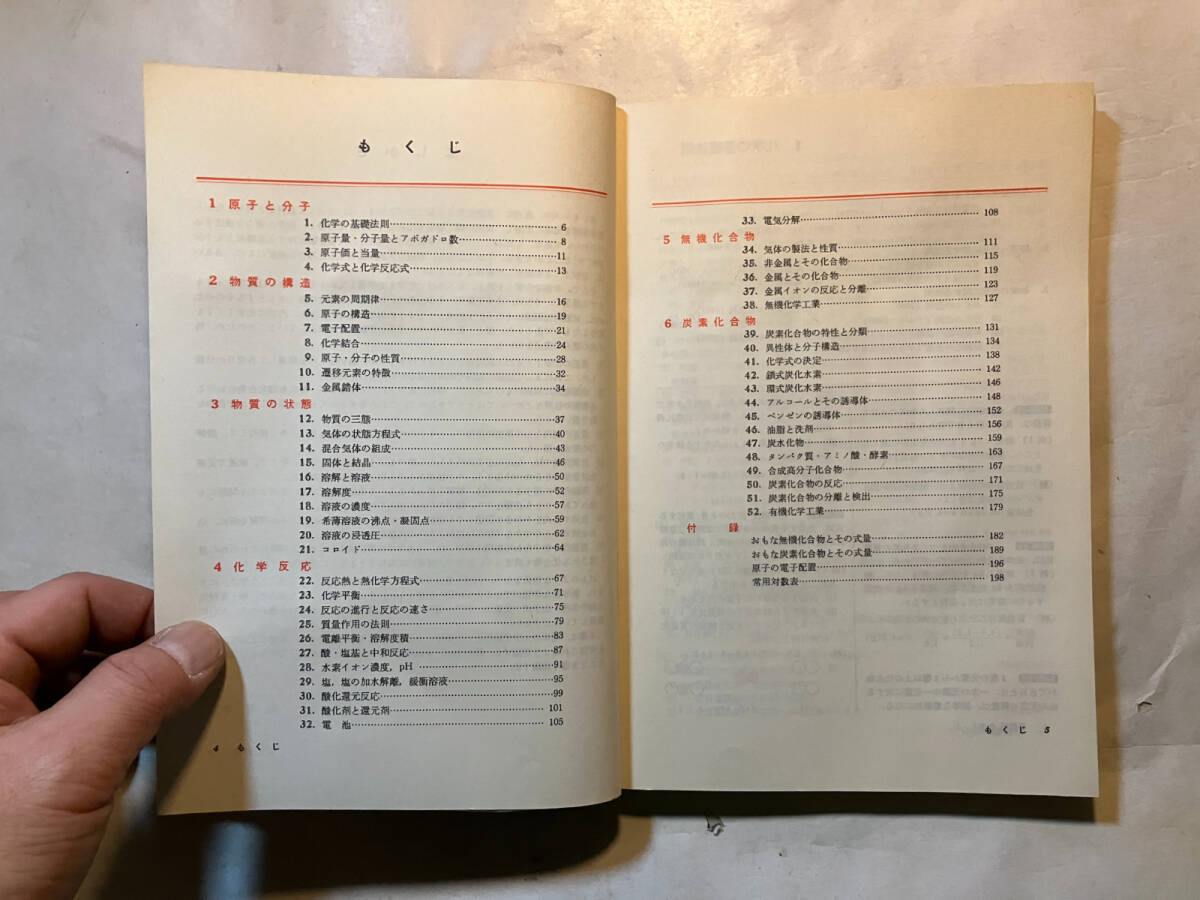 もくじ
1 原子と分子
1. 化学の基礎法則 6
2. 原子量・分子量とアボガドロ数 8
3. 原子価と当量 11
4. 化学式と化学反応式 13
2 物質の構造
5. 元素の周期律 16
6. 原子の構造 19
7. 電子配置 21
8. 化学結合 24
9. 原子・分子の性質 28
10. 遷移元素の特徴 32
11. 金属錯体 34
3 物質の状態
12. 物質の三態 37
13. 気体の状態方程式 40
14. 混合気体の組成 43
15. 固体と結晶 46
16. 溶解と溶液 50
17. 溶解度 52
18. 溶液の濃度 57
19. 希薄溶液の沸点・凝固点 59
20. 溶液の浸透圧 62
21. コロイド 64
4 化学反応
22. 反応熱と熱化学方程式 67
23. 化学平衡 71
24. 反応の進行と反応の速さ 75
25. 質量作用の法則 79
26. 電離平衡・溶解度積 83
27. 酸・塩基と中和反応 87
28. 水素イオン濃度, pH 91
29. 塩, 塩の加水解離, 緩衝溶液 95
30. 酸化還元反応 99
31. 酸化剤と還元剤 101
32. 電池 105
4 もくじ
33. 電気分解 108
5 無機化合物
34. 気体の製法と性質 111
35. 非金属とその化合物 115
36. 金属とその化合物 119
37. 金属イオンの反応と分離 123
38. 無機化学工業 127
6 炭素化合物
39. 炭素化合物の特性と分類 131
40. 異性体と分子構造 134
41. 化学式の決定 138
42. 鎖式炭化水素 142
43. 環式炭化水素 146
44. アルコールとその誘導体 148
45. ベンゼンの誘導体 152
46. 油脂と洗剤 156
47. 炭水化物 159
48. タンパク質・アミノ酸・酵素 163
49. 合成高分子化合物 167
50. 炭素化合物の反応 171
51. 炭素化合物の分離と検出 175
52. 有機化学工業 179
付録
おもな無機化合物とその式量 182
おもな炭素化合物とその式量 189
原子の電子配置 196
常用対数表 198
もくじ 5